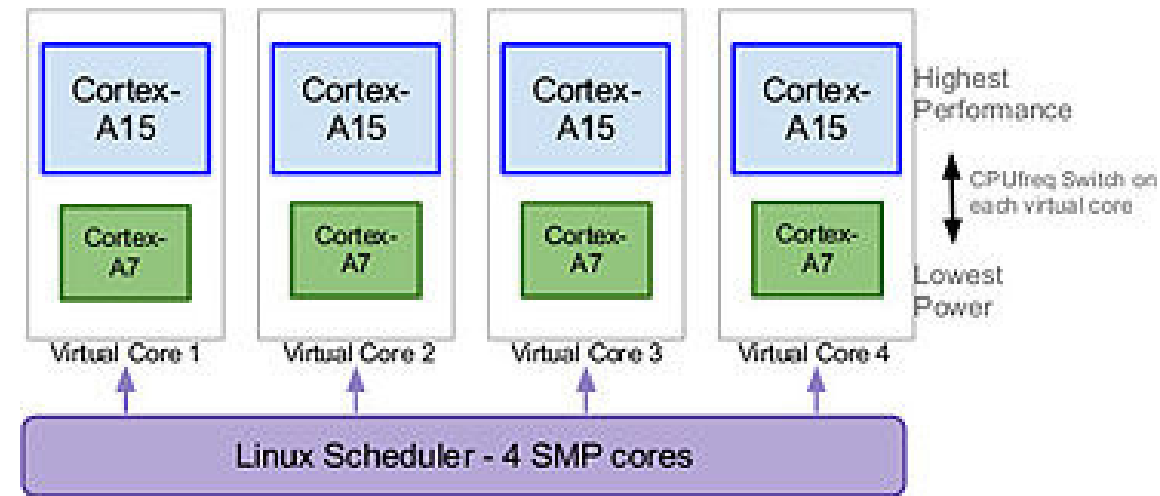 Cortex-
A15
Cortex-
A15
Cortex-
A15
Cortex-
A15
Highest
Performance
CPUfreq Switch on
each virtual core
Cortex-
A7
Cortex-
A7
Cortex-
A7
Cortex-
A7
Lowest
Power
Virtual Core 1
Virtual Core 2
Virtual Core 3
Virtual Core 4
Linux Scheduler - 4 SMP cores